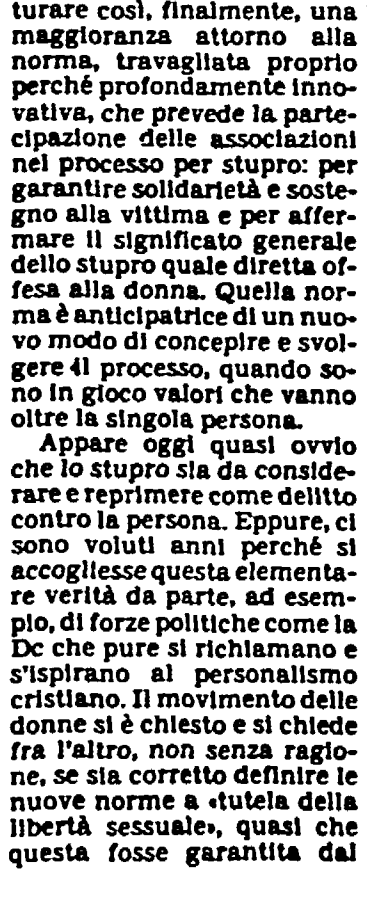 turare così, finalmente, una
maggioranza attorno alla
norma, travagliata proprio
perché profondamente inno-
vativa, che prevede la parte-
cipazione delle associazioni
nel processo per stupro: per
garantire solidarietà e soste-
gno alla vittima e per affer-
mare il significato generale
dello stupro quale diretta of-
fesa alla donna. Quella nor-
ma è anticipatrice di un nuo-
vo modo di concepire e svol-
gere il processo, quando so-
no in gioco valori che vanno
oltre la singola persona.
Appare oggi quasi ovvio
che lo stupro sia da conside-
rare e reprimere come delitto
contro la persona. Eppure, ci
sono voluti anni perché si
accogliesse questa elementa-
re verità da parte, ad esem-
pio, di forze politiche come la
Dc che pure si richiamano e
s'ispirano al personalismo
cristiano. Il movimento delle
donne si è chiesto e si chiede
fra l'altro, non senza ragio-
ne, se sia corretto definire le
nuove norme a «tutela della
libertà sessuale», quasi che
questa fosse garantita dal